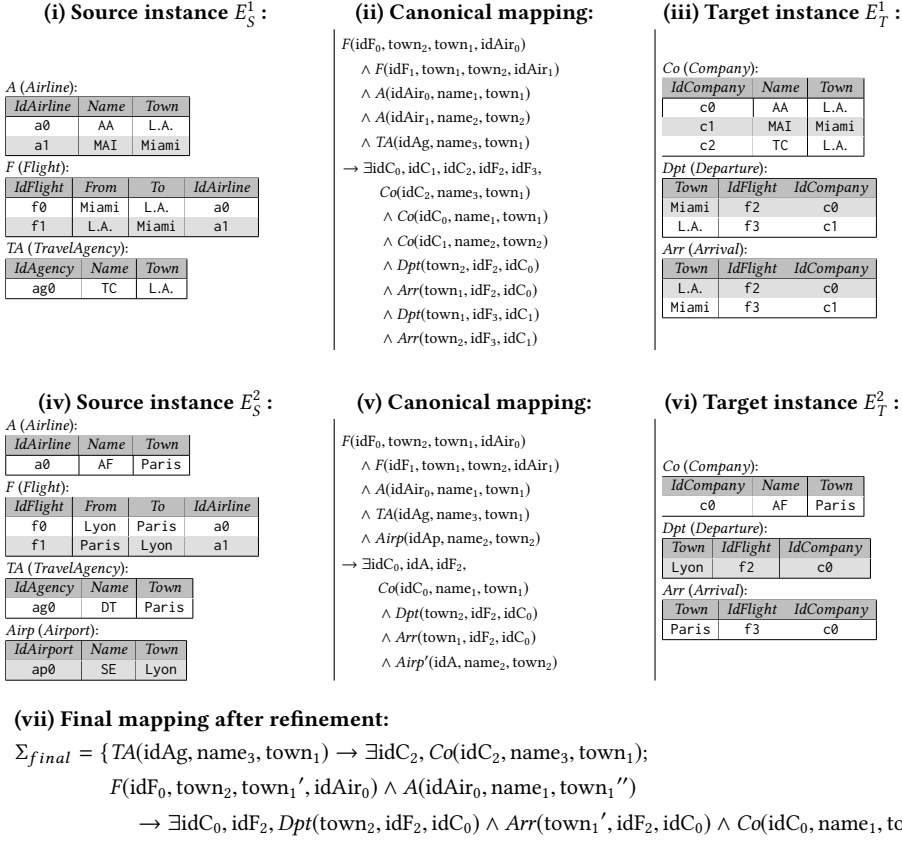 (i) Source instance E_S^1 :
A (Airline):
IdAirline Name Town
a0 AA L.A.
a1 MAI Miami
F (Flight):
IdFlight From To IdAirline
f0 Miami L.A. a0
f1 L.A. Miami a1
TA (TravelAgency):
IdAgency Name Town
ag0 TC L.A.
(ii) Canonical mapping:
F(idF₀, town₂, town₁, idAir₀)
∧ F(idF₁, town₁, town₂, idAir₁)
∧ A(idAir₀, name₁, town₁)
∧ A(idAir₁, name₂, town₂)
∧ TA(idAg, name₃, town₁)
→ ∃idC₀, idC₁, idC₂, idF₂, idF₃,
Co(idC₂, name₃, town₁)
∧ Co(idC₀, name₁, town₁)
∧ Co(idC₁, name₂, town₂)
∧ Dpt(town₂, idF₂, idC₀)
∧ Arr(town₁, idF₂, idC₀)
∧ Dpt(town₁, idF₃, idC₁)
∧ Arr(town₂, idF₃, idC₁)
(iii) Target instance E_T^1 :
Co (Company):
IdCompany Name Town
c0 AA L.A.
c1 MAI Miami
c2 TC L.A.
Dpt (Departure):
Town IdFlight IdCompany
Miami f2 c0
L.A. f3 c1
Arr (Arrival):
Town IdFlight IdCompany
L.A. f2 c0
Miami f3 c1
(iv) Source instance E_S^2 :
A (Airline):
IdAirline Name Town
a0 AF Paris
F (Flight):
IdFlight From To IdAirline
f0 Lyon Paris a0
f1 Paris Lyon a1
TA (TravelAgency):
IdAgency Name Town
ag0 DT Paris
Airp (Airport):
IdAirport Name Town
ap0 SE Lyon
(v) Canonical mapping:
F(idF₀, town₂, town₁, idAir₀)
∧ F(idF₁, town₁, town₂, idAir₁)
∧ A(idAir₀, name₁, town₁)
∧ TA(idAg, name₃, town₁)
∧ Airp(idAp, name₂, town₂)
→ ∃idC₀, idA, idF₂,
Co(idC₀, name₁, town₁)
∧ Dpt(town₂, idF₂, idC₀)
∧ Arr(town₁, idF₂, idC₀)
∧ Airp′(idA, name₂, town₂)
(vi) Target instance E_T^2 :
Co (Company):
IdCompany Name Town
c0 AF Paris
Dpt (Departure):
Town IdFlight IdCompany
Lyon f2 c0
Arr (Arrival):
Town IdFlight IdCompany
Paris f3 c0
(vii) Final mapping after refinement:
Σ_final = {TA(idAg, name₃, town₁) → ∃idC₂, Co(idC₂, name₃, town₁);
F(idF₀, town₂, town₁′, idAir₀) ∧ A(idAir₀, name₁, town₁′′)
→ ∃idC₀, idF₂, Dpt(town₂, idF₂, idC₀) ∧ Arr(town₁′, idF₂, idC₀) ∧ Co(idC₀, name₁,